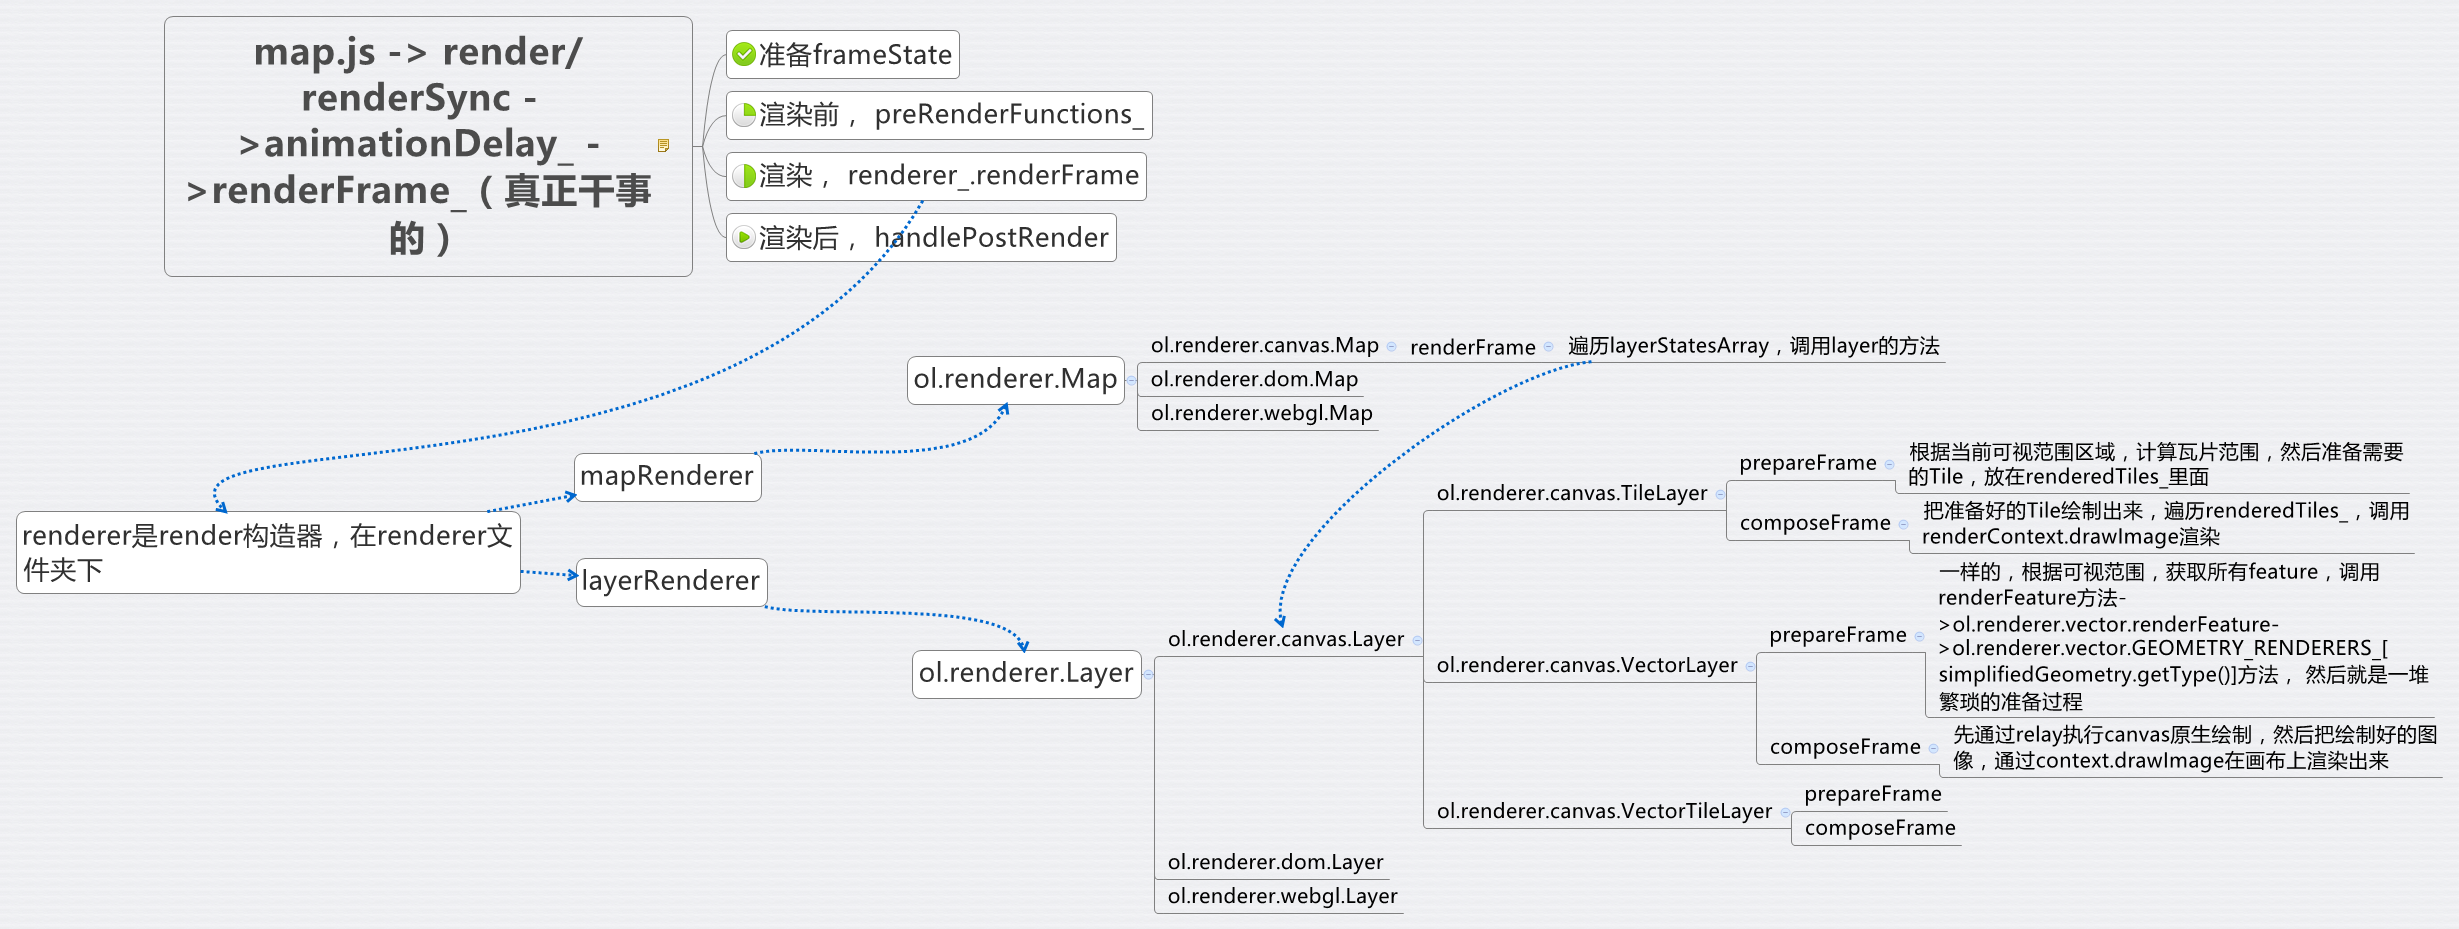 map.js -> render/
renderSync -
>animationDelay_ -
>renderFrame_（真正干事
的）
准备frameState
渲染前， preRenderFunctions_
渲染， renderer_.renderFrame
渲染后， handlePostRender
renderer是render构造器，在renderer文
件夹下
mapRenderer
layerRenderer
ol.renderer.Map
ol.renderer.canvas.Map
renderFrame
遍历layerStatesArray，调用layer的方法
ol.renderer.dom.Map
ol.renderer.webgl.Map
ol.renderer.Layer
ol.renderer.canvas.Layer
ol.renderer.canvas.TileLayer
prepareFrame
根据当前可视范围区域，计算瓦片范围，然后准备需要
的Tile，放在renderedTiles_里面
composeFrame
把准备好的Tile绘制出来，遍历renderedTiles_，调用
renderContext.drawImage渲染
ol.renderer.canvas.VectorLayer
prepareFrame
一样的，根据可视范围，获取所有feature，调用
renderFeature方法-
>ol.renderer.vector.renderFeature-
>ol.renderer.vector.GEOMETRY_RENDERERS_[
simplifiedGeometry.getType()]方法， 然后就是一堆
繁琐的准备过程
composeFrame
先通过relay执行canvas原生绘制，然后把绘制好的图
像，通过context.drawImage在画布上渲染出来
ol.renderer.canvas.VectorTileLayer
prepareFrame
composeFrame
ol.renderer.dom.Layer
ol.renderer.webgl.Layer